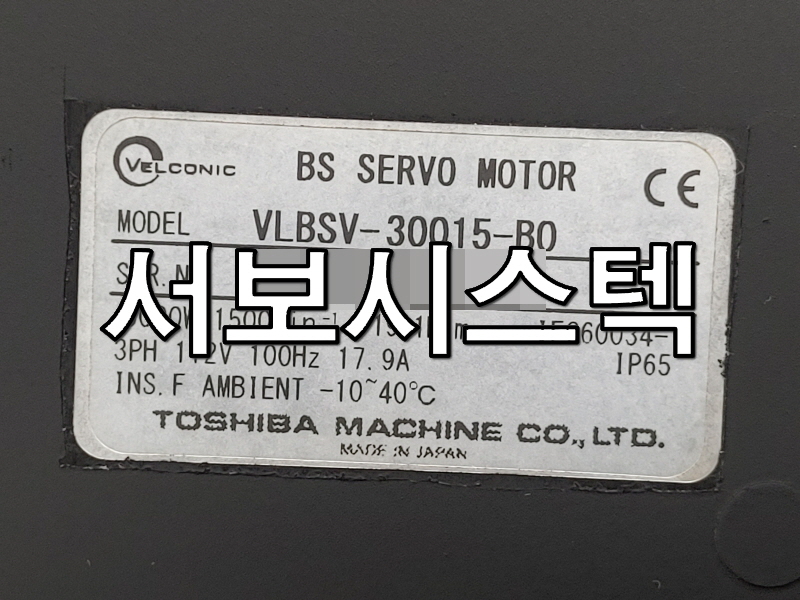 VELCONIC
BS SERVO MOTOR
CE
MODEL VLBSV-30015-B0
서보시스텍
3PH 112V 100Hz 17.9A IP65
INS.F AMBIENT -10~40℃
TOSHIBA MACHINE CO.,LTD.
MADE IN JAPAN